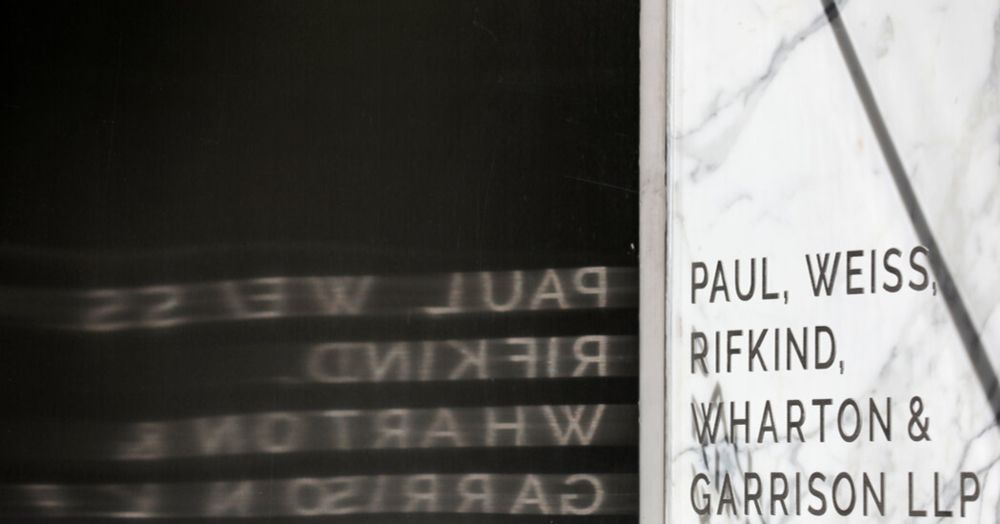 PAUL, WEISS,
RIFKIND,
WHARTON &
GARRISON LLP